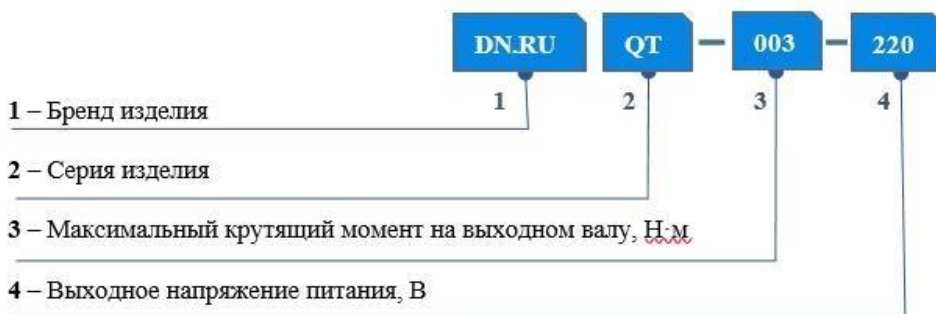 DN.RU QT – 003 – 220
1 2 3 4
1 – Бренд изделия
2 – Серия изделия
3 – Максимальный крутящий момент на выходном валу, Н·м
4 – Выходное напряжение питания, В